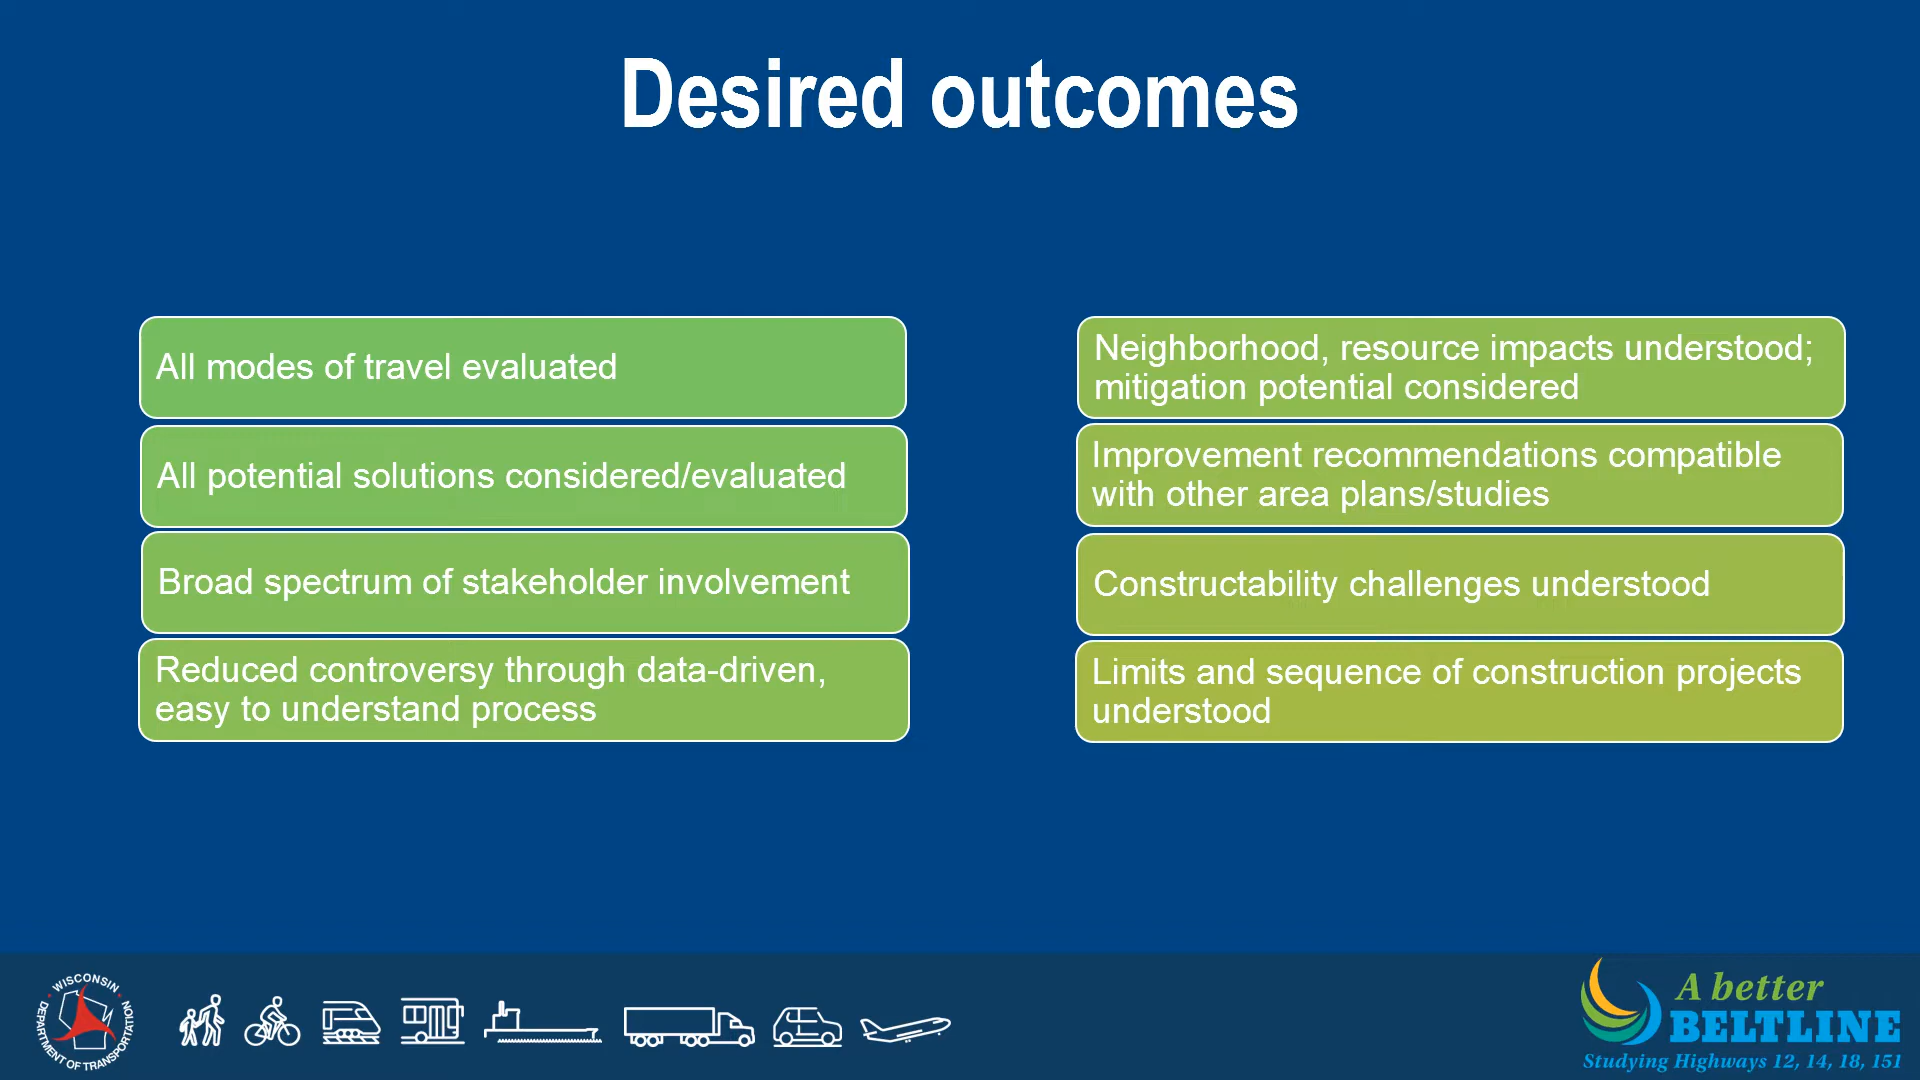 Desired outcomes
All modes of travel evaluated
All potential solutions considered/evaluated
Broad spectrum of stakeholder involvement
Reduced controversy through data-driven,
easy to understand process
Neighborhood, resource impacts understood;
mitigation potential considered
Improvement recommendations compatible
with other area plans/studies
Constructability challenges understood
Limits and sequence of construction projects
understood
WISCONSIN
DEPARTMENT OF TRANSPORTATION
A better
BELTLINE
Studying Highways 12, 14, 18, 151